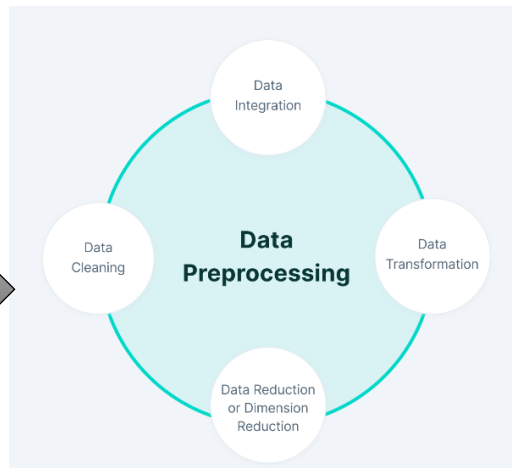 Data
Integration
Data
Cleaning
Data
Preprocessing
Data
Transformation
Data Reduction
or Dimension
Reduction